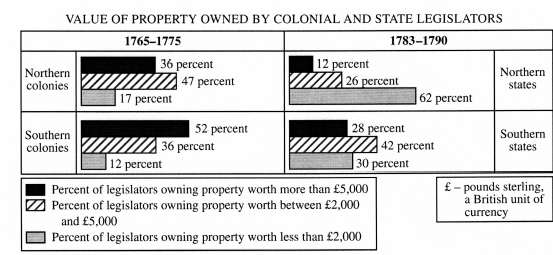 VALUE OF PROPERTY OWNED BY COLONIAL AND STATE LEGISLATORS
1765–1775
1783–1790
Northern
colonies
36 percent
47 percent
17 percent
12 percent
26 percent
62 percent
Northern
states
Southern
colonies
52 percent
36 percent
12 percent
28 percent
42 percent
30 percent
Southern
states
Percent of legislators owning property worth more than £5,000
Percent of legislators owning property worth between £2,000
and £5,000
Percent of legislators owning property worth less than £2,000
£ – pounds sterling,
a British unit of
currency